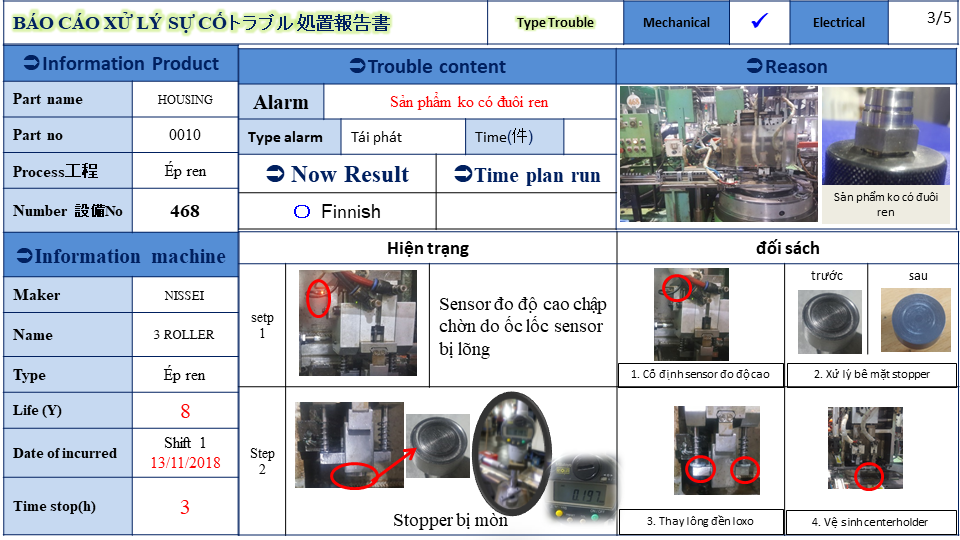 BÁO CÁO XỬ LÝ SỰ CỐトラブル処置報告書
Type Trouble
Mechanical
✓
Electrical
3/5
➲Information Product
Part name
HOUSING
Part no
0010
Process工程
Ép ren
Number 設備No
468
➲Information machine
Maker
NISSEI
Name
3 ROLLER
Type
Ép ren
Life (Y)
8
Date of incurred
Shift 1
13/11/2018
Time stop(h)
3
➲Trouble content
Alarm
Sản phẩm ko có đuôi ren
Type alarm
Tái phát
Time(件)
➲ Now Result
➲Time plan run
〇 Finnish
➲Reason
Sản phẩm ko có đuôi
ren
Hiện trạng
đối sách
setp
1
Sensor đo độ cao chập
chờn do ốc lốc sensor
bị lõng
trước
sau
1. Cố định sensor đo độ cao
2. Xử lý bề mặt stopper
Step
2
0.197
Stopper bị mòn
3. Thay lông đền loxo
4. Vệ sinh centerholder